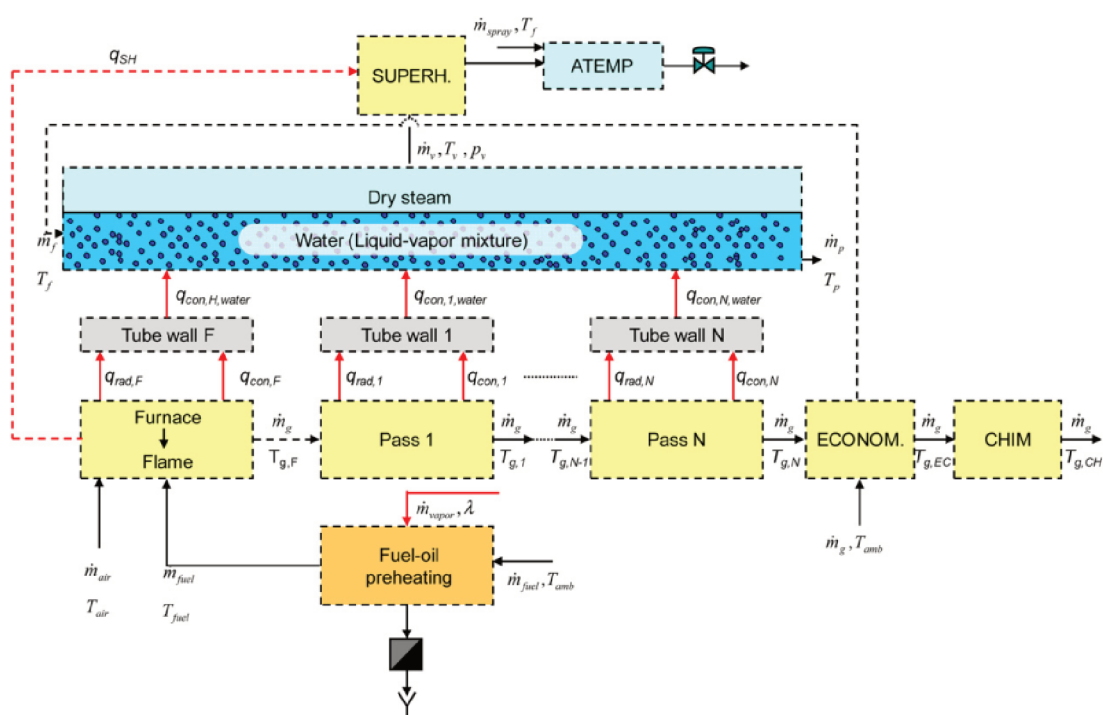 ṁ_spray, T_f
q_SH
SUPERH.
ATEMP
ṁ_v, T_v, p_v
Dry steam
Water (Liquid-vapor mixture)
ṁ_f
T_f
ṁ_p
T_p
q_con,H,water
q_con,1,water
q_con,N,water
Tube wall F
Tube wall 1
Tube wall N
q_rad,F
q_con,F
q_rad,1
q_con,1
q_rad,N
q_con,N
Furnace
Flame
ṁ_g
T_g,F
Pass 1
ṁ_g
T_g,1
ṁ_g
T_g,N-1
Pass N
ṁ_g
T_g,N
ECONOM.
ṁ_g
T_g,EC
CHIM
ṁ_g
T_g,CH
ṁ_vapor, λ
Fuel-oil
preheating
ṁ_fuel, T_amb
ṁ_g, T_amb
ṁ_air
T_air
m_fuel
T_fuel